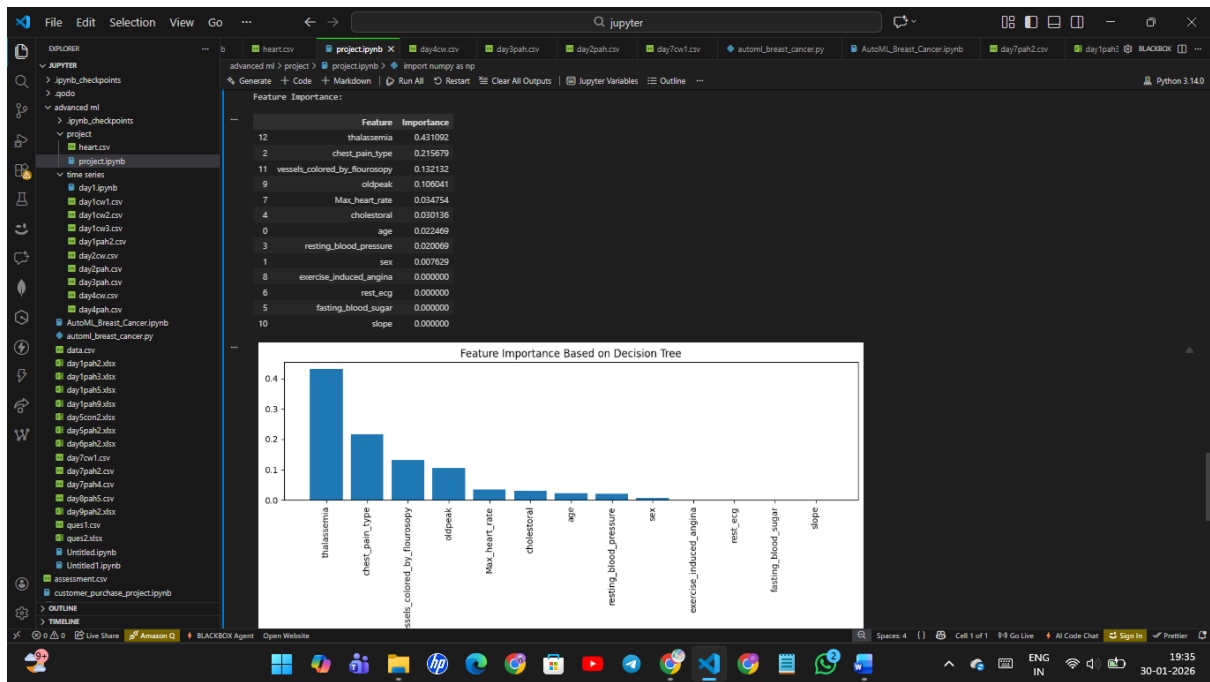 File Edit Selection View Go ··· jupyter
EXPLORER ···
heart.csv project.ipynb day4cw.csv day3pah.csv day2pah.csv day7cw1.csv automl_breast_cancer.py AutoML_Breast_Cancer.ipynb day7pah2.csv day1pah3 BLACKBOX
advanced ml > project > project.ipynb > import numpy as np
Generate + Code + Markdown | Run All Restart Clear All Outputs | Jupyter Variables Outline ··· Python 3.14.0
JUPYTER
.ipynb_checkpoints
.qodo
advanced ml
.ipynb_checkpoints
project
heart.csv
project.ipynb
time series
day1.ipynb
day1cw1.csv
day1cw2.csv
day1cw3.csv
day1pah2.csv
day2cw.csv
day2pah.csv
day3pah.csv
day4cw.csv
day4pah.csv
AutoML_Breast_Cancer.ipynb
automl_breast_cancer.py
data.csv
day1pah2.xlsx
day1pah3.xlsx
day1pah5.xlsx
day1pah9.xlsx
day5con2.xlsx
day5pah2.xlsx
day6pah2.xlsx
day7cw1.csv
day7pah2.csv
day7pah4.csv
day8pah5.csv
day9pah2.xlsx
ques1.csv
ques2.xlsx
Untitled.ipynb
Untitled1.ipynb
assessment.csv
customer_purchase_project.ipynb
OUTLINE
TIMELINE
Feature Importance:
Feature Importance
12 thalassemia 0.431092
2 chest_pain_type 0.215679
11 vessels_colored_by_flourosopy 0.132132
9 oldpeak 0.106041
7 Max_heart_rate 0.034754
4 cholestoral 0.030136
0 age 0.022469
3 resting_blood_pressure 0.020069
1 sex 0.007629
8 exercise_induced_angina 0.000000
6 rest_ecg 0.000000
5 fasting_blood_sugar 0.000000
10 slope 0.000000
Feature Importance Based on Decision Tree
0.4
0.3
0.2
0.1
0.0
thalassemia
chest_pain_type
ssels_colored_by_flourosopy
oldpeak
Max_heart_rate
cholestoral
age
resting_blood_pressure
sex
exercise_induced_angina
rest_ecg
fasting_blood_sugar
slope
0 0 Live Share Amazon Q BLACKBOX Agent Open Website Spaces: 4 { } Cell 1 of 1 Go Live AI Code Chat Sign In Prettier
9+ 2 ENG IN 19:35
30-01-2026